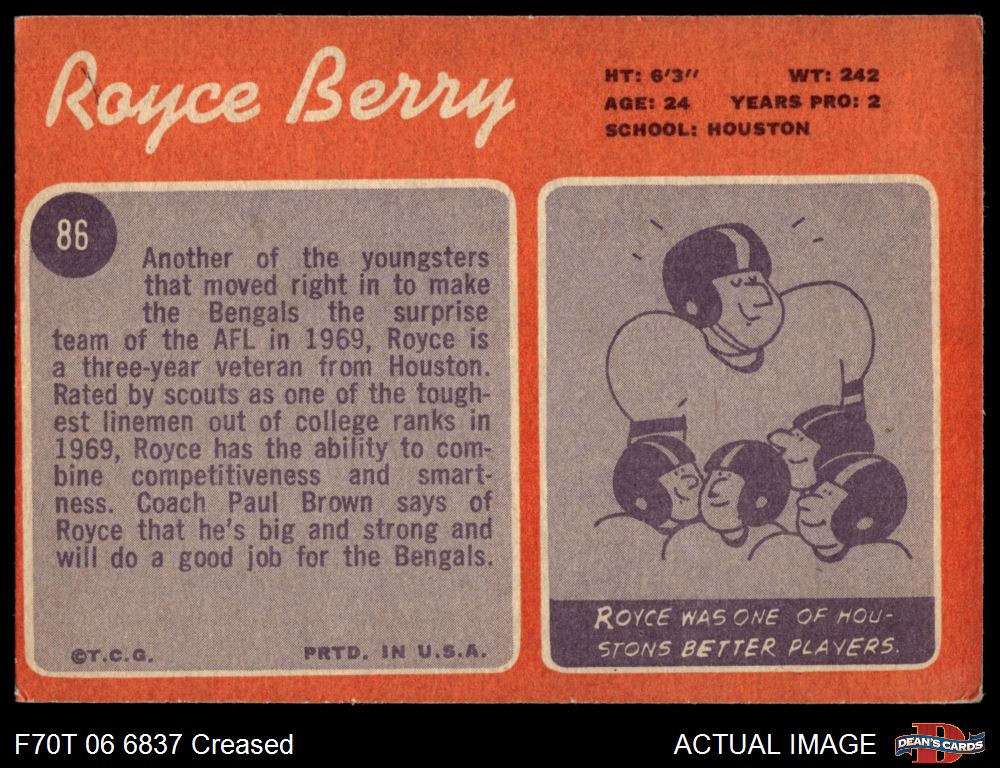 Royce Berry
HT: 6'3" WT: 242
AGE: 24 YEARS PRO: 2
SCHOOL: HOUSTON
86
Another of the youngsters
that moved right in to make
the Bengals the surprise
team of the AFL in 1969, Royce is
a three-year veteran from Houston.
Rated by scouts as one of the tough-
est linemen out of college ranks in
1969, Royce has the ability to com-
bine competitiveness and smart-
ness. Coach Paul Brown says of
Royce that he's big and strong and
will do a good job for the Bengals.
©T.C.G. PRTD. IN U.S.A.
ROYCE WAS ONE OF HOU-
STONS BETTER PLAYERS.
F70T 06 6837 Creased
ACTUAL IMAGE
D
DEAN'S CARDS